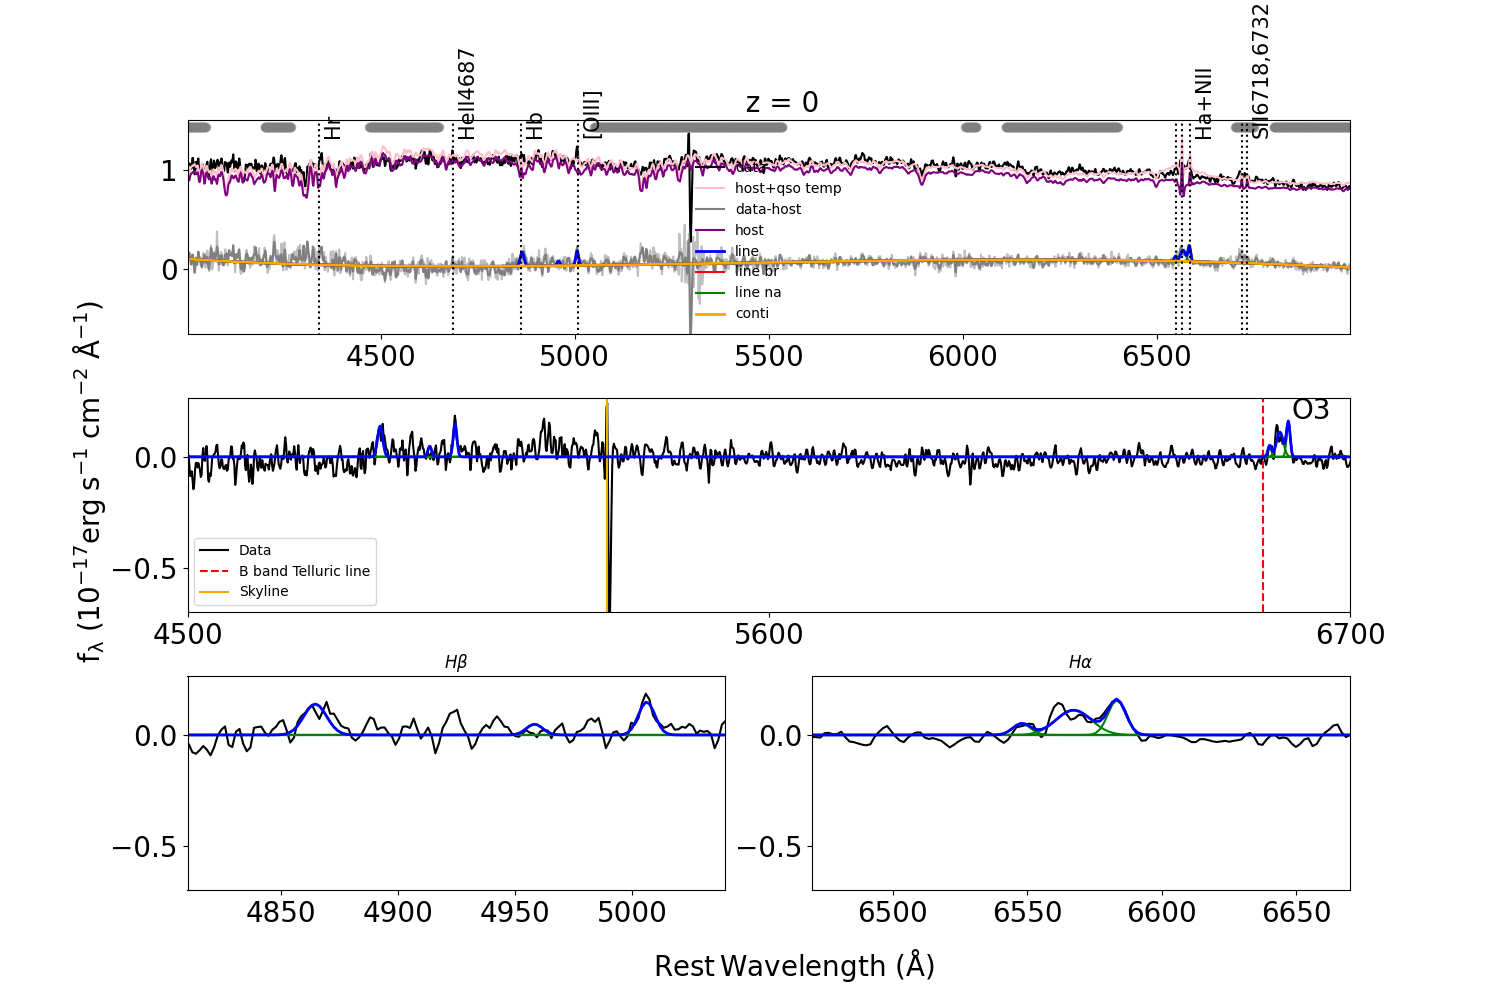 Hr
HeII4687
Hb
[OIII]
Ha+NII
SII6718,6732
z = 0
1
0
data
host+qso temp
data-host
host
line
line br
line na
conti
4500
5000
5500
6000
6500
f_λ (10^{−17}erg s^{−1} cm^{−2} Å^{−1})
0.0
−0.5
O3
Data
B band Telluric line
Skyline
4500
5600
6700
Hβ
0.0
−0.5
4850
4900
4950
5000
Hα
0.0
−0.5
6500
6550
6600
6650
Rest Wavelength (Å)